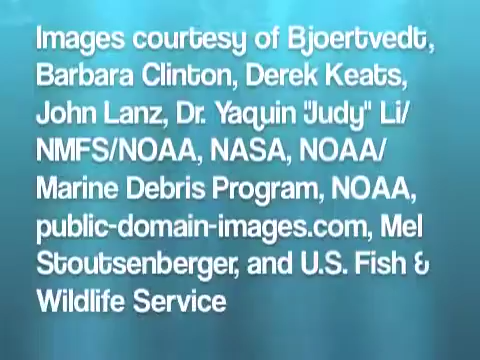 Images courtesy of Bjoertvedt,
Barbara Clinton, Derek Keats,
John Lanz, Dr. Yaquin "Judy" Li/
NMFS/NOAA, NASA, NOAA/
Marine Debris Program, NOAA,
public-domain-images.com, Mel
Stoutsenberger, and U.S. Fish &
Wildlife Service